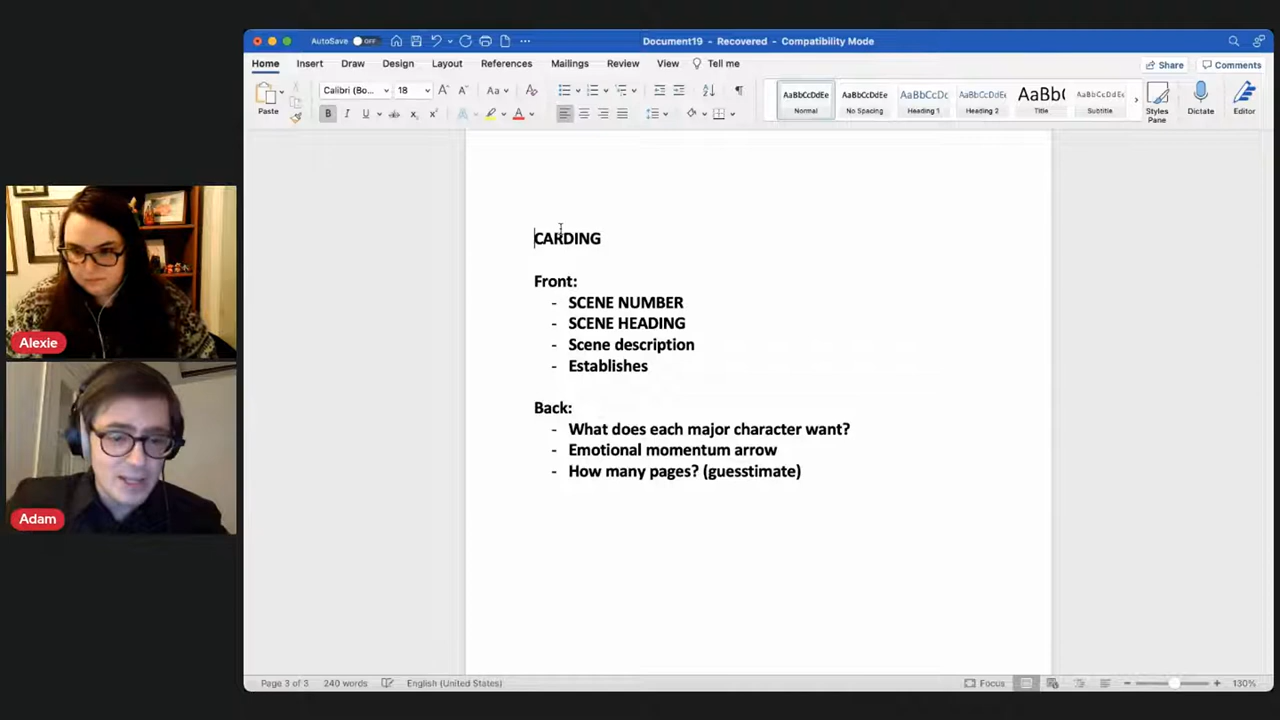 AutoSave OFF
Document19 - Recovered - Compatibility Mode
Home Insert Draw Design Layout References Mailings Review View Tell me
Share Comments
Paste
Calibri (Bo... 18
AaBbCcDdEe AaBbCcDdEe AaBbCcDc AaBbCcDdEe AaBb( AaBbCcDdEe
Normal No Spacing Heading 1 Heading 2 Title Subtitle
Styles Pane
Dictate
Editor
CARDING
Front:
- SCENE NUMBER
- SCENE HEADING
- Scene description
- Establishes
Back:
- What does each major character want?
- Emotional momentum arrow
- How many pages? (guesstimate)
Alexie
Adam
Page 3 of 3 240 words English (United States) Focus 130%